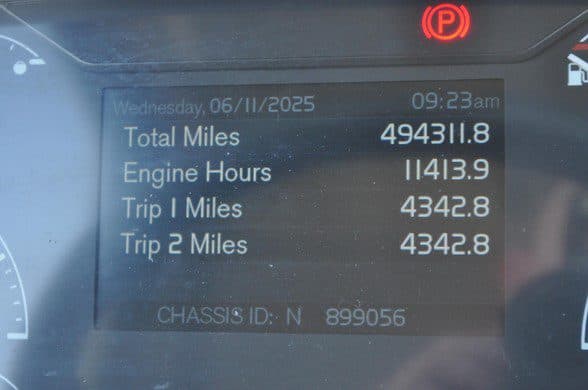 P
Wednesday, 06/11/2025 09:23am
Total Miles 494311.8
Engine Hours 11413.9
Trip 1 Miles 4342.8
Trip 2 Miles 4342.8
CHASSIS ID: N 899056